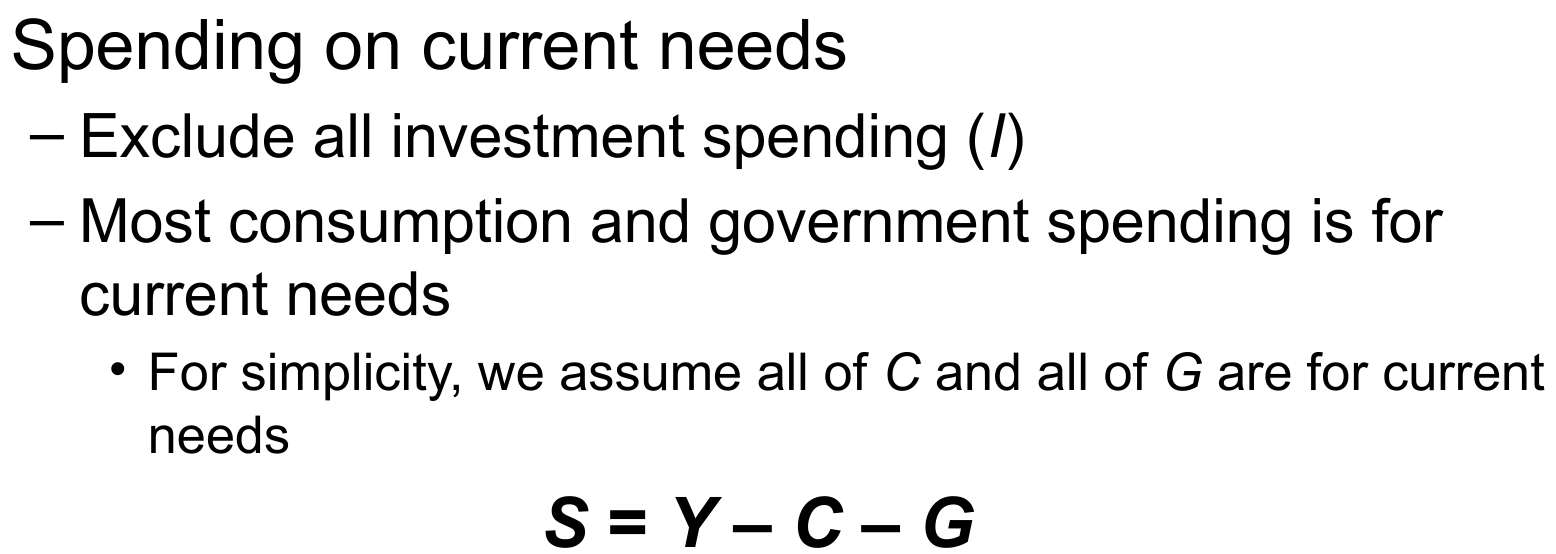 Spending on current needs
– Exclude all investment spending (I)
– Most consumption and government spending is for
current needs
• For simplicity, we assume all of C and all of G are for current
needs
S = Y – C – G